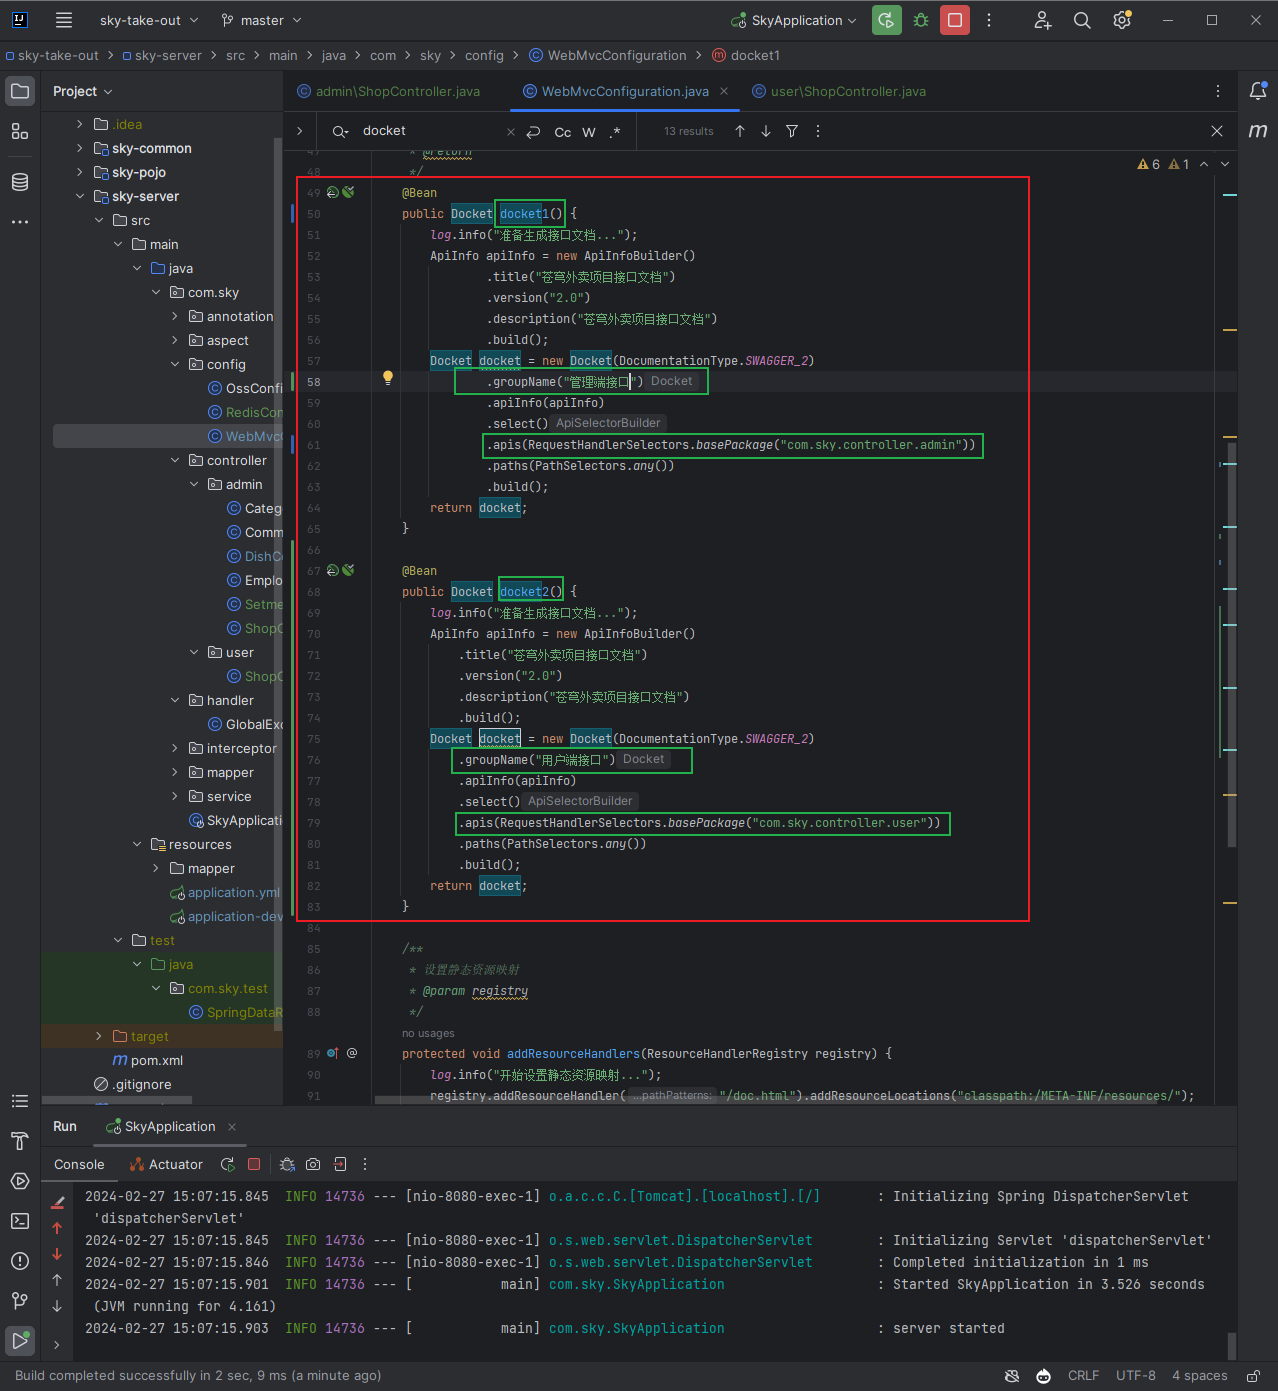 sky-take-out master SkyApplication
sky-take-out sky-server src main java com sky config WebMvcConfiguration docket1
Project
admin\ShopController.java WebMvcConfiguration.java user\ShopController.java
docket Cc W .* 13 results
6 1
.idea
sky-common
sky-pojo
sky-server
src
main
java
com.sky
annotation
aspect
config
OssConfi
RedisCon
WebMvcC
controller
admin
Categ
Comm
DishCo
Emplo
Setme
ShopC
user
ShopC
handler
GlobalExc
interceptor
mapper
service
SkyApplicati
resources
mapper
application.yml
application-dev
test
java
com.sky.test
SpringDataR
target
pom.xml
.gitignore
47 * @return
48 */
49 @Bean
50 public Docket docket1() {
51 log.info("准备生成接口文档...");
52 ApiInfo apiInfo = new ApiInfoBuilder()
53 .title("苍穹外卖项目接口文档")
54 .version("2.0")
55 .description("苍穹外卖项目接口文档")
56 .build();
57 Docket docket = new Docket(DocumentationType.SWAGGER_2)
58 .groupName("管理端接口") Docket
59 .apiInfo(apiInfo)
60 .select() ApiSelectorBuilder
61 .apis(RequestHandlerSelectors.basePackage("com.sky.controller.admin"))
62 .paths(PathSelectors.any())
63 .build();
64 return docket;
65 }
66
67 @Bean
68 public Docket docket2() {
69 log.info("准备生成接口文档...");
70 ApiInfo apiInfo = new ApiInfoBuilder()
71 .title("苍穹外卖项目接口文档")
72 .version("2.0")
73 .description("苍穹外卖项目接口文档")
74 .build();
75 Docket docket = new Docket(DocumentationType.SWAGGER_2)
76 .groupName("用户端接口") Docket
77 .apiInfo(apiInfo)
78 .select() ApiSelectorBuilder
79 .apis(RequestHandlerSelectors.basePackage("com.sky.controller.user"))
80 .paths(PathSelectors.any())
81 .build();
82 return docket;
83 }
84
85 /**
86 * 设置静态资源映射
87 * @param registry
88 */
no usages
89 protected void addResourceHandlers(ResourceHandlerRegistry registry) {
90 log.info("开始设置静态资源映射...");
91 registry.addResourceHandler( ...pathPatterns: "/doc.html").addResourceLocations("classpath:/META-INF/resources/");
Run SkyApplication
Console Actuator
2024-02-27 15:07:15.845 INFO 14736 --- [nio-8080-exec-1] o.a.c.c.C.[Tomcat].[localhost].[/] : Initializing Spring DispatcherServlet
'dispatcherServlet'
2024-02-27 15:07:15.845 INFO 14736 --- [nio-8080-exec-1] o.s.web.servlet.DispatcherServlet : Initializing Servlet 'dispatcherServlet'
2024-02-27 15:07:15.846 INFO 14736 --- [nio-8080-exec-1] o.s.web.servlet.DispatcherServlet : Completed initialization in 1 ms
2024-02-27 15:07:15.901 INFO 14736 --- [ main] com.sky.SkyApplication : Started SkyApplication in 3.526 seconds
(JVM running for 4.161)
2024-02-27 15:07:15.903 INFO 14736 --- [ main] com.sky.SkyApplication : server started
Build completed successfully in 2 sec, 9 ms (a minute ago) CRLF UTF-8 4 spaces